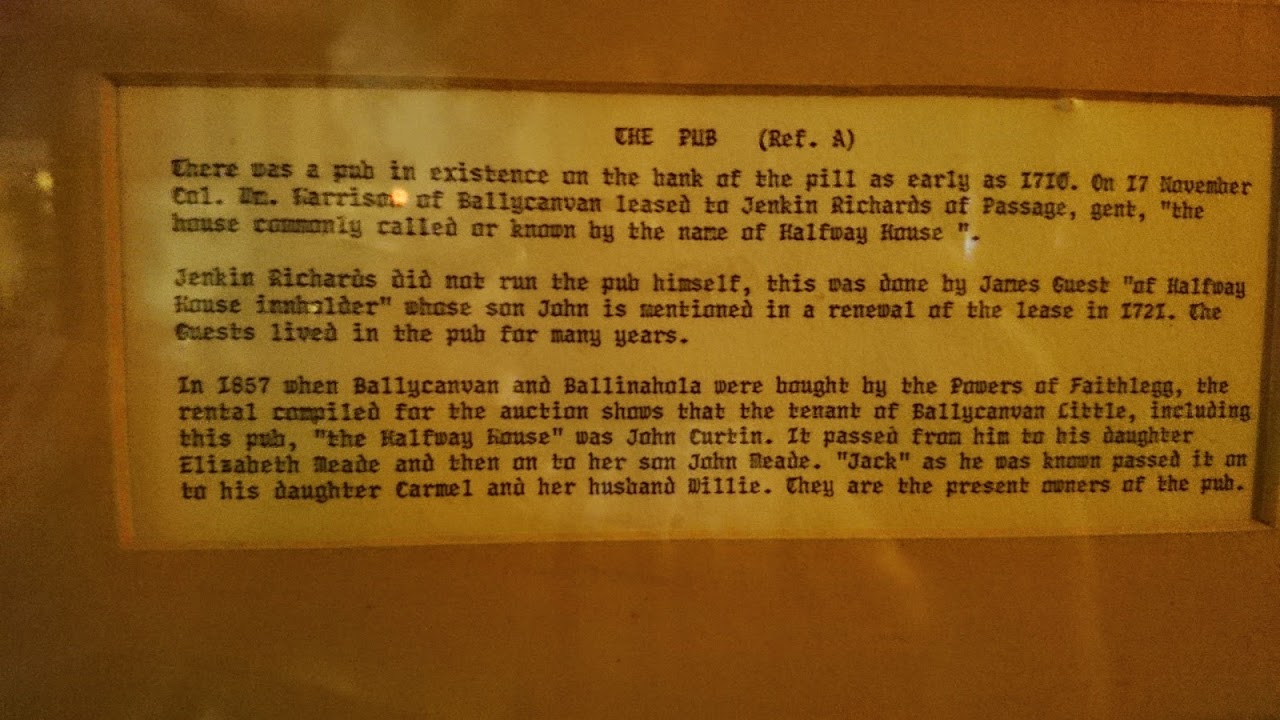 THE PUB (Ref. A)
There was a pub in existence on the bank of the pill as early as 1710. On 17 November
Col. Wm. Harrison of Ballycanvan leased to Jenkin Richards of Passage, gent, "the
house commonly called or known by the name of Halfway House ".
Jenkin Richards did not run the pub himself, this was done by James Guest "of Halfway
House innholder" whose son John is mentioned in a renewal of the lease in 1721. The
Guests lived in the pub for many years.
In 1857 when Ballycanvan and Ballinahola were bought by the Powers of Faithlegg, the
rental compiled for the auction shows that the tenant of Ballycanvan Little, including
this pub, "the Halfway House" was John Curtin. It passed from him to his daughter
Elizabeth Meade and then on to her son John Meade. "Jack" as he was known passed it on
to his daughter Carmel and her husband Willie. They are the present owners of the pub.